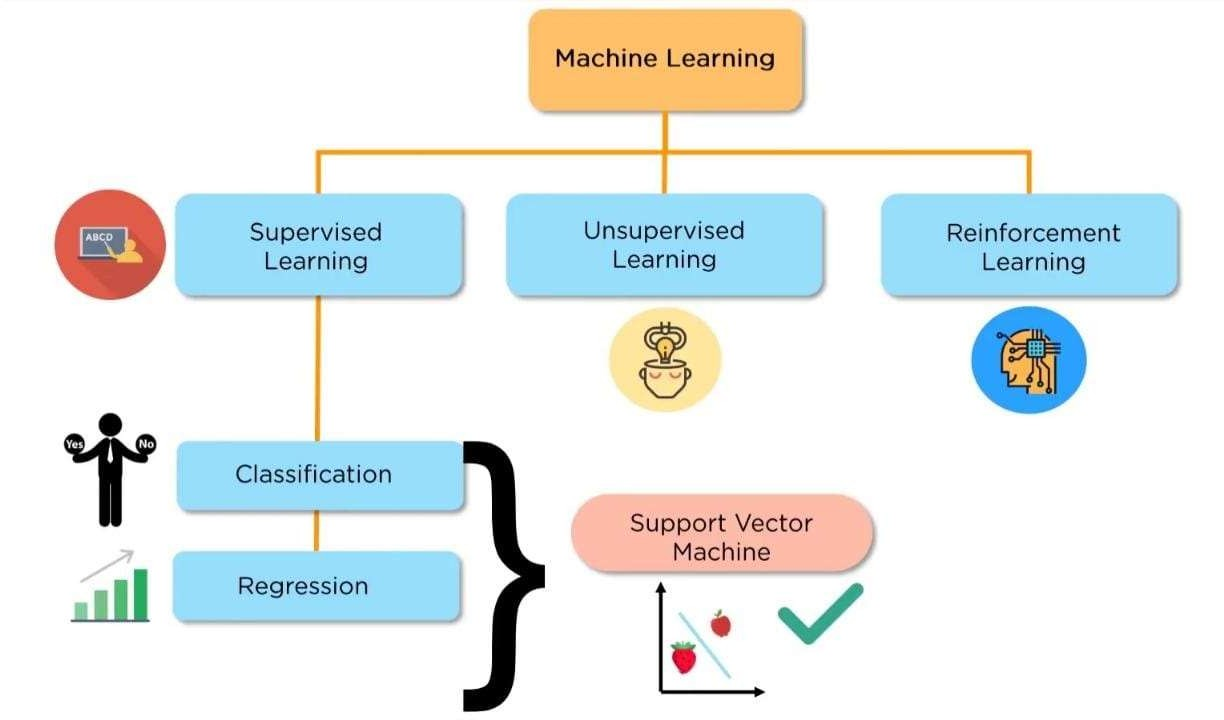 Machine Learning
Supervised
Learning
Unsupervised
Learning
Reinforcement
Learning
ABCD
Yes
No
Classification
Regression
Support Vector
Machine